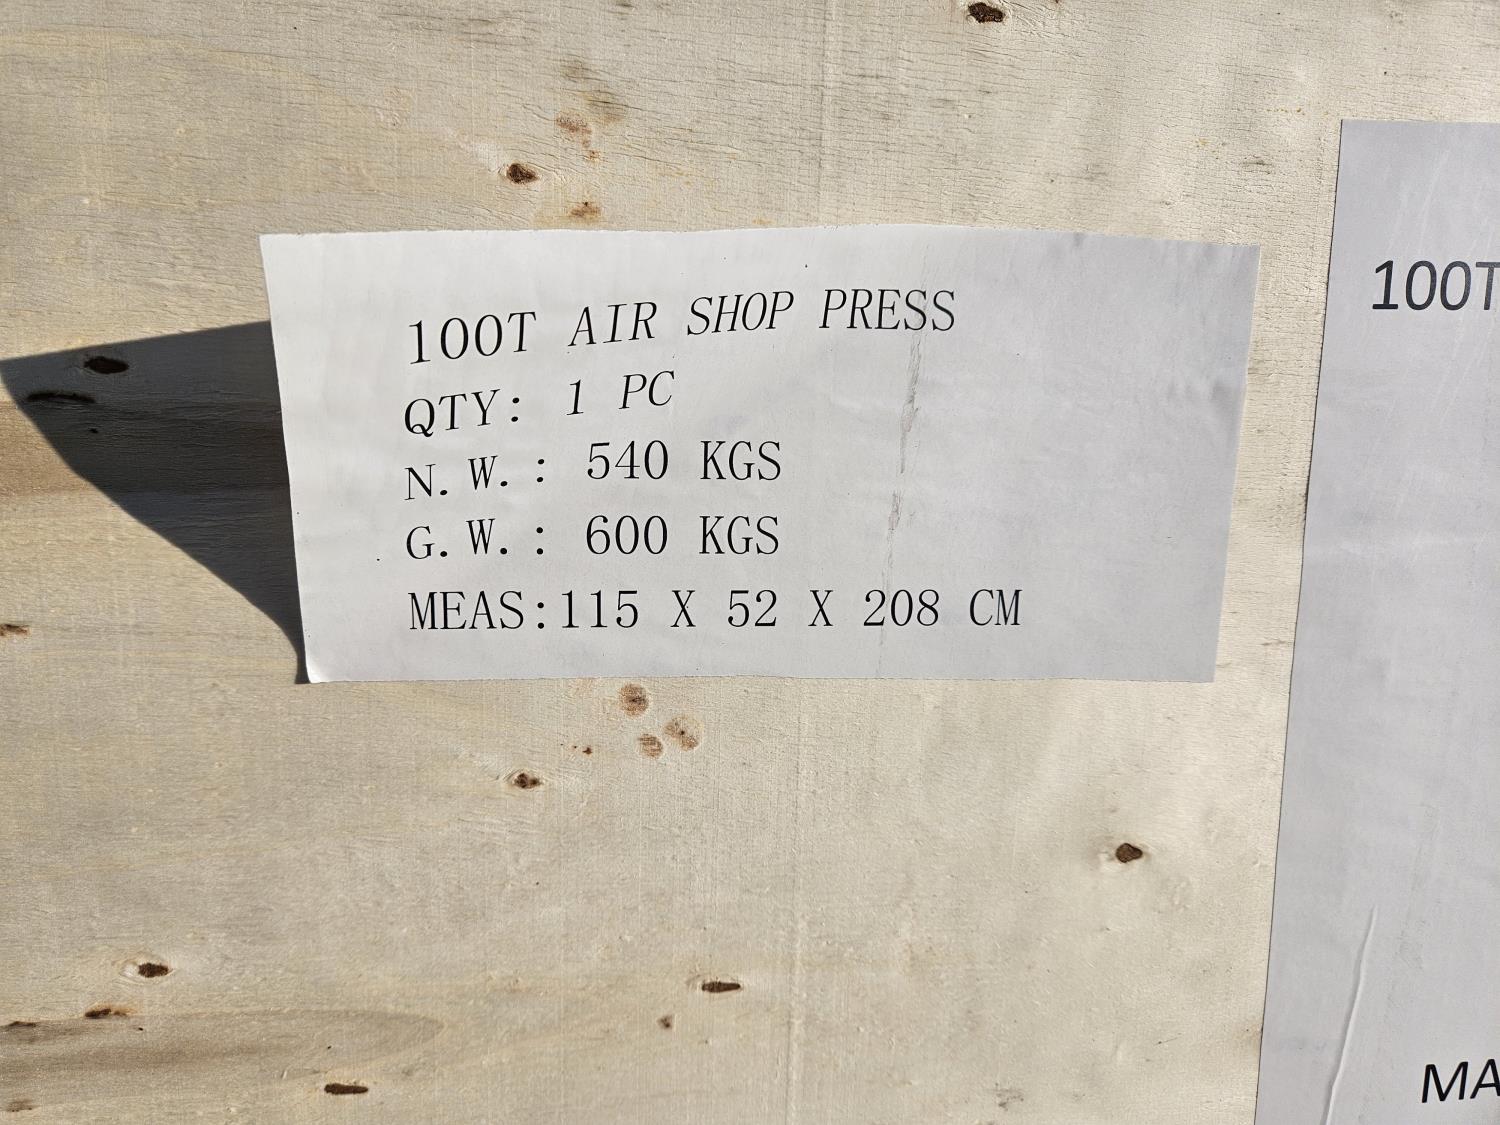 100T AIR SHOP PRESS
QTY: 1 PC
N. W. : 540 KGS
G. W. : 600 KGS
MEAS:115 X 52 X 208 CM
100T
MA